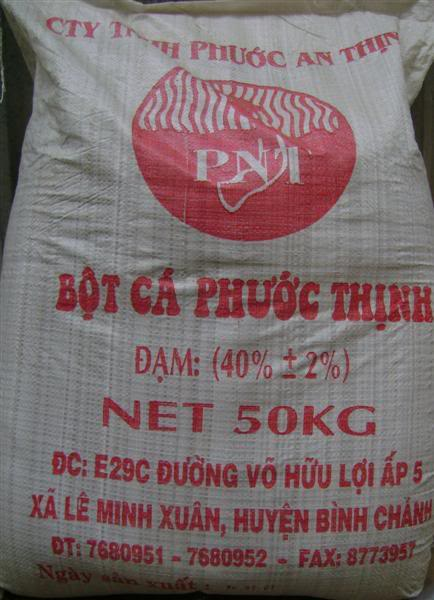 CTY TNHH PHƯỚC AN THỊN
PNT
BỘT CÁ PHƯỚC THỊNH
ĐẠM: (40% ± 2%)
NET 50KG
ĐC: E29C ĐƯỜNG VÕ HỮU LỢI ẤP 5
XÃ LÊ MINH XUÂN, HUYỆN BÌNH CHÁNH
ĐT: 7680951 - 7680952 - FAX: 8773957
Ngày sản xuất :